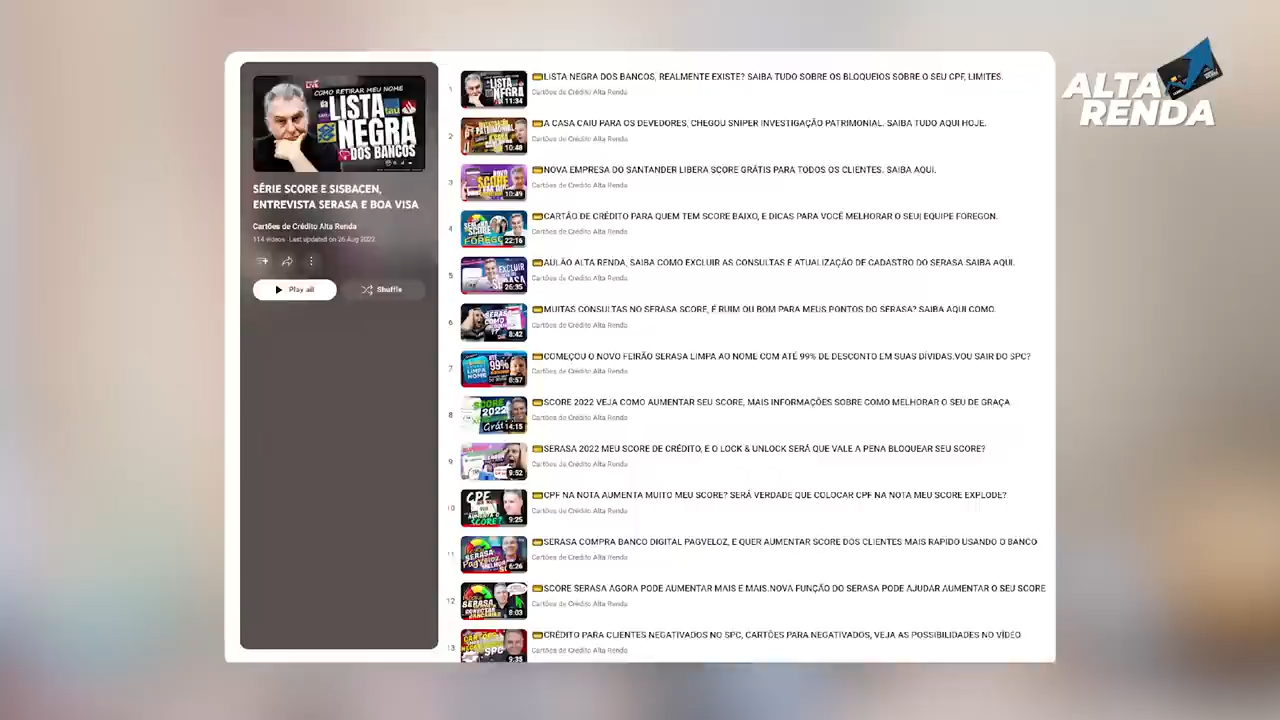 ALTA
RENDA
LIVE
COMO RETIRAR MEU NOME
DA
LISTA
NEGRA
DOS BANCOS
SÉRIE SCORE E SISBACEN,
ENTREVISTA SERASA E BOA VISA
Cartões de Crédito Alta Renda
114 videos Last updated on 26 Aug 2022
Play all
Shuffle
1
11:34
LISTA NEGRA DOS BANCOS, REALMENTE EXISTE? SAIBA TUDO SOBRE OS BLOQUEIOS SOBRE O SEU CPF, LIMITES.
Cartões de Crédito Alta Renda
2
10:48
A CASA CAIU PARA OS DEVEDORES, CHEGOU SNIPER INVESTIGAÇÃO PATRIMONIAL. SAIBA TUDO AQUI HOJE.
Cartões de Crédito Alta Renda
3
10:49
NOVA EMPRESA DO SANTANDER LIBERA SCORE GRÁTIS PARA TODOS OS CLIENTES. SAIBA AQUI.
Cartões de Crédito Alta Renda
4
22:16
CARTÃO DE CRÉDITO PARA QUEM TEM SCORE BAIXO, E DICAS PARA VOCÊ MELHORAR O SEU| EQUIPE FOREGON.
Cartões de Crédito Alta Renda
5
26:35
AULÃO ALTA RENDA, SAIBA COMO EXCLUIR AS CONSULTAS E ATUALIZAÇÃO DE CADASTRO DO SERASA SAIBA AQUI.
Cartões de Crédito Alta Renda
6
8:42
MUITAS CONSULTAS NO SERASA SCORE, É RUIM OU BOM PARA MEUS PONTOS DO SERASA? SAIBA AQUI COMO.
Cartões de Crédito Alta Renda
7
8:57
COMEÇOU O NOVO FEIRÃO SERASA LIMPA AO NOME COM ATÉ 99% DE DESCONTO EM SUAS DÍVIDAS.VOU SAIR DO SPC?
Cartões de Crédito Alta Renda
8
14:15
SCORE 2022 VEJA COMO AUMENTAR SEU SCORE, MAIS INFORMAÇÕES SOBRE COMO MELHORAR O SEU DE GRAÇA
Cartões de Crédito Alta Renda
9
9:52
SERASA 2022 MEU SCORE DE CRÉDITO, E O LOCK & UNLOCK SERÁ QUE VALE A PENA BLOQUEAR SEU SCORE?
Cartões de Crédito Alta Renda
10
9:25
CPF NA NOTA AUMENTA MUITO MEU SCORE? SERÁ VERDADE QUE COLOCAR CPF NA NOTA MEU SCORE EXPLODE?
Cartões de Crédito Alta Renda
11
6:26
SERASA COMPRA BANCO DIGITAL PAGVELOZ, E QUER AUMENTAR SCORE DOS CLIENTES MAIS RÁPIDO USANDO O BANCO
Cartões de Crédito Alta Renda
12
8:03
SCORE SERASA AGORA PODE AUMENTAR MAIS E MAIS.NOVA FUNÇÃO DO SERASA PODE AJUDAR AUMENTAR O SEU SCORE
Cartões de Crédito Alta Renda
13
9:35
CRÉDITO PARA CLIENTES NEGATIVADOS NO SPC, CARTÕES PARA NEGATIVADOS, VEJA AS POSSIBILIDADES NO VÍDEO
Cartões de Crédito Alta Renda